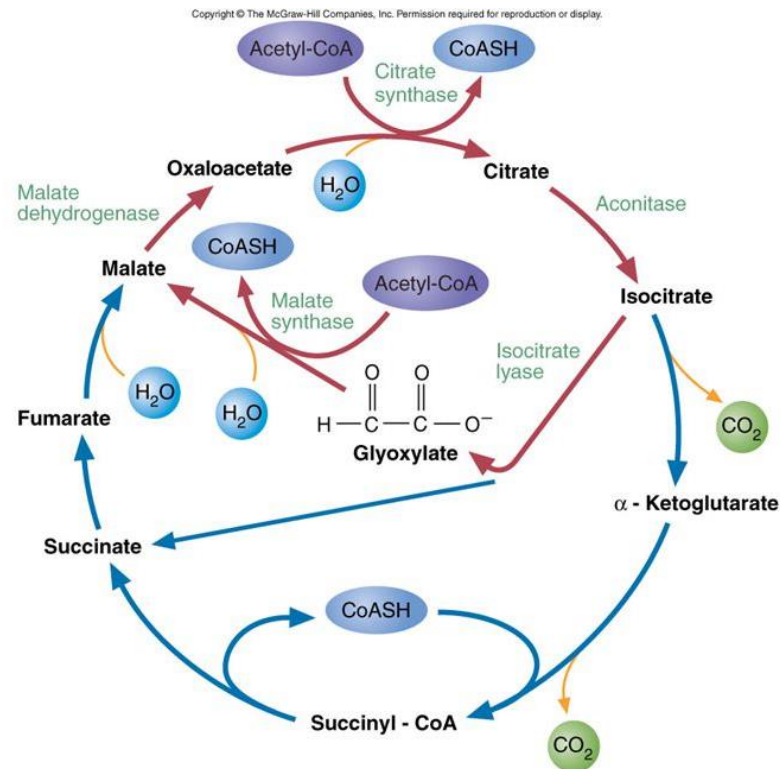 Copyright © The McGraw-Hill Companies, Inc. Permission required for reproduction or display.
Acetyl-CoA
CoASH
Citrate
synthase
Oxaloacetate
H₂O
Citrate
Malate
dehydrogenase
Aconitase
CoASH
Malate
Acetyl-CoA
Isocitrate
Malate
synthase
Isocitrate
lyase
H₂O
H₂O
O O
H—C—C—O⁻
Glyoxylate
CO₂
Fumarate
α - Ketoglutarate
Succinate
CoASH
Succinyl - CoA
CO₂